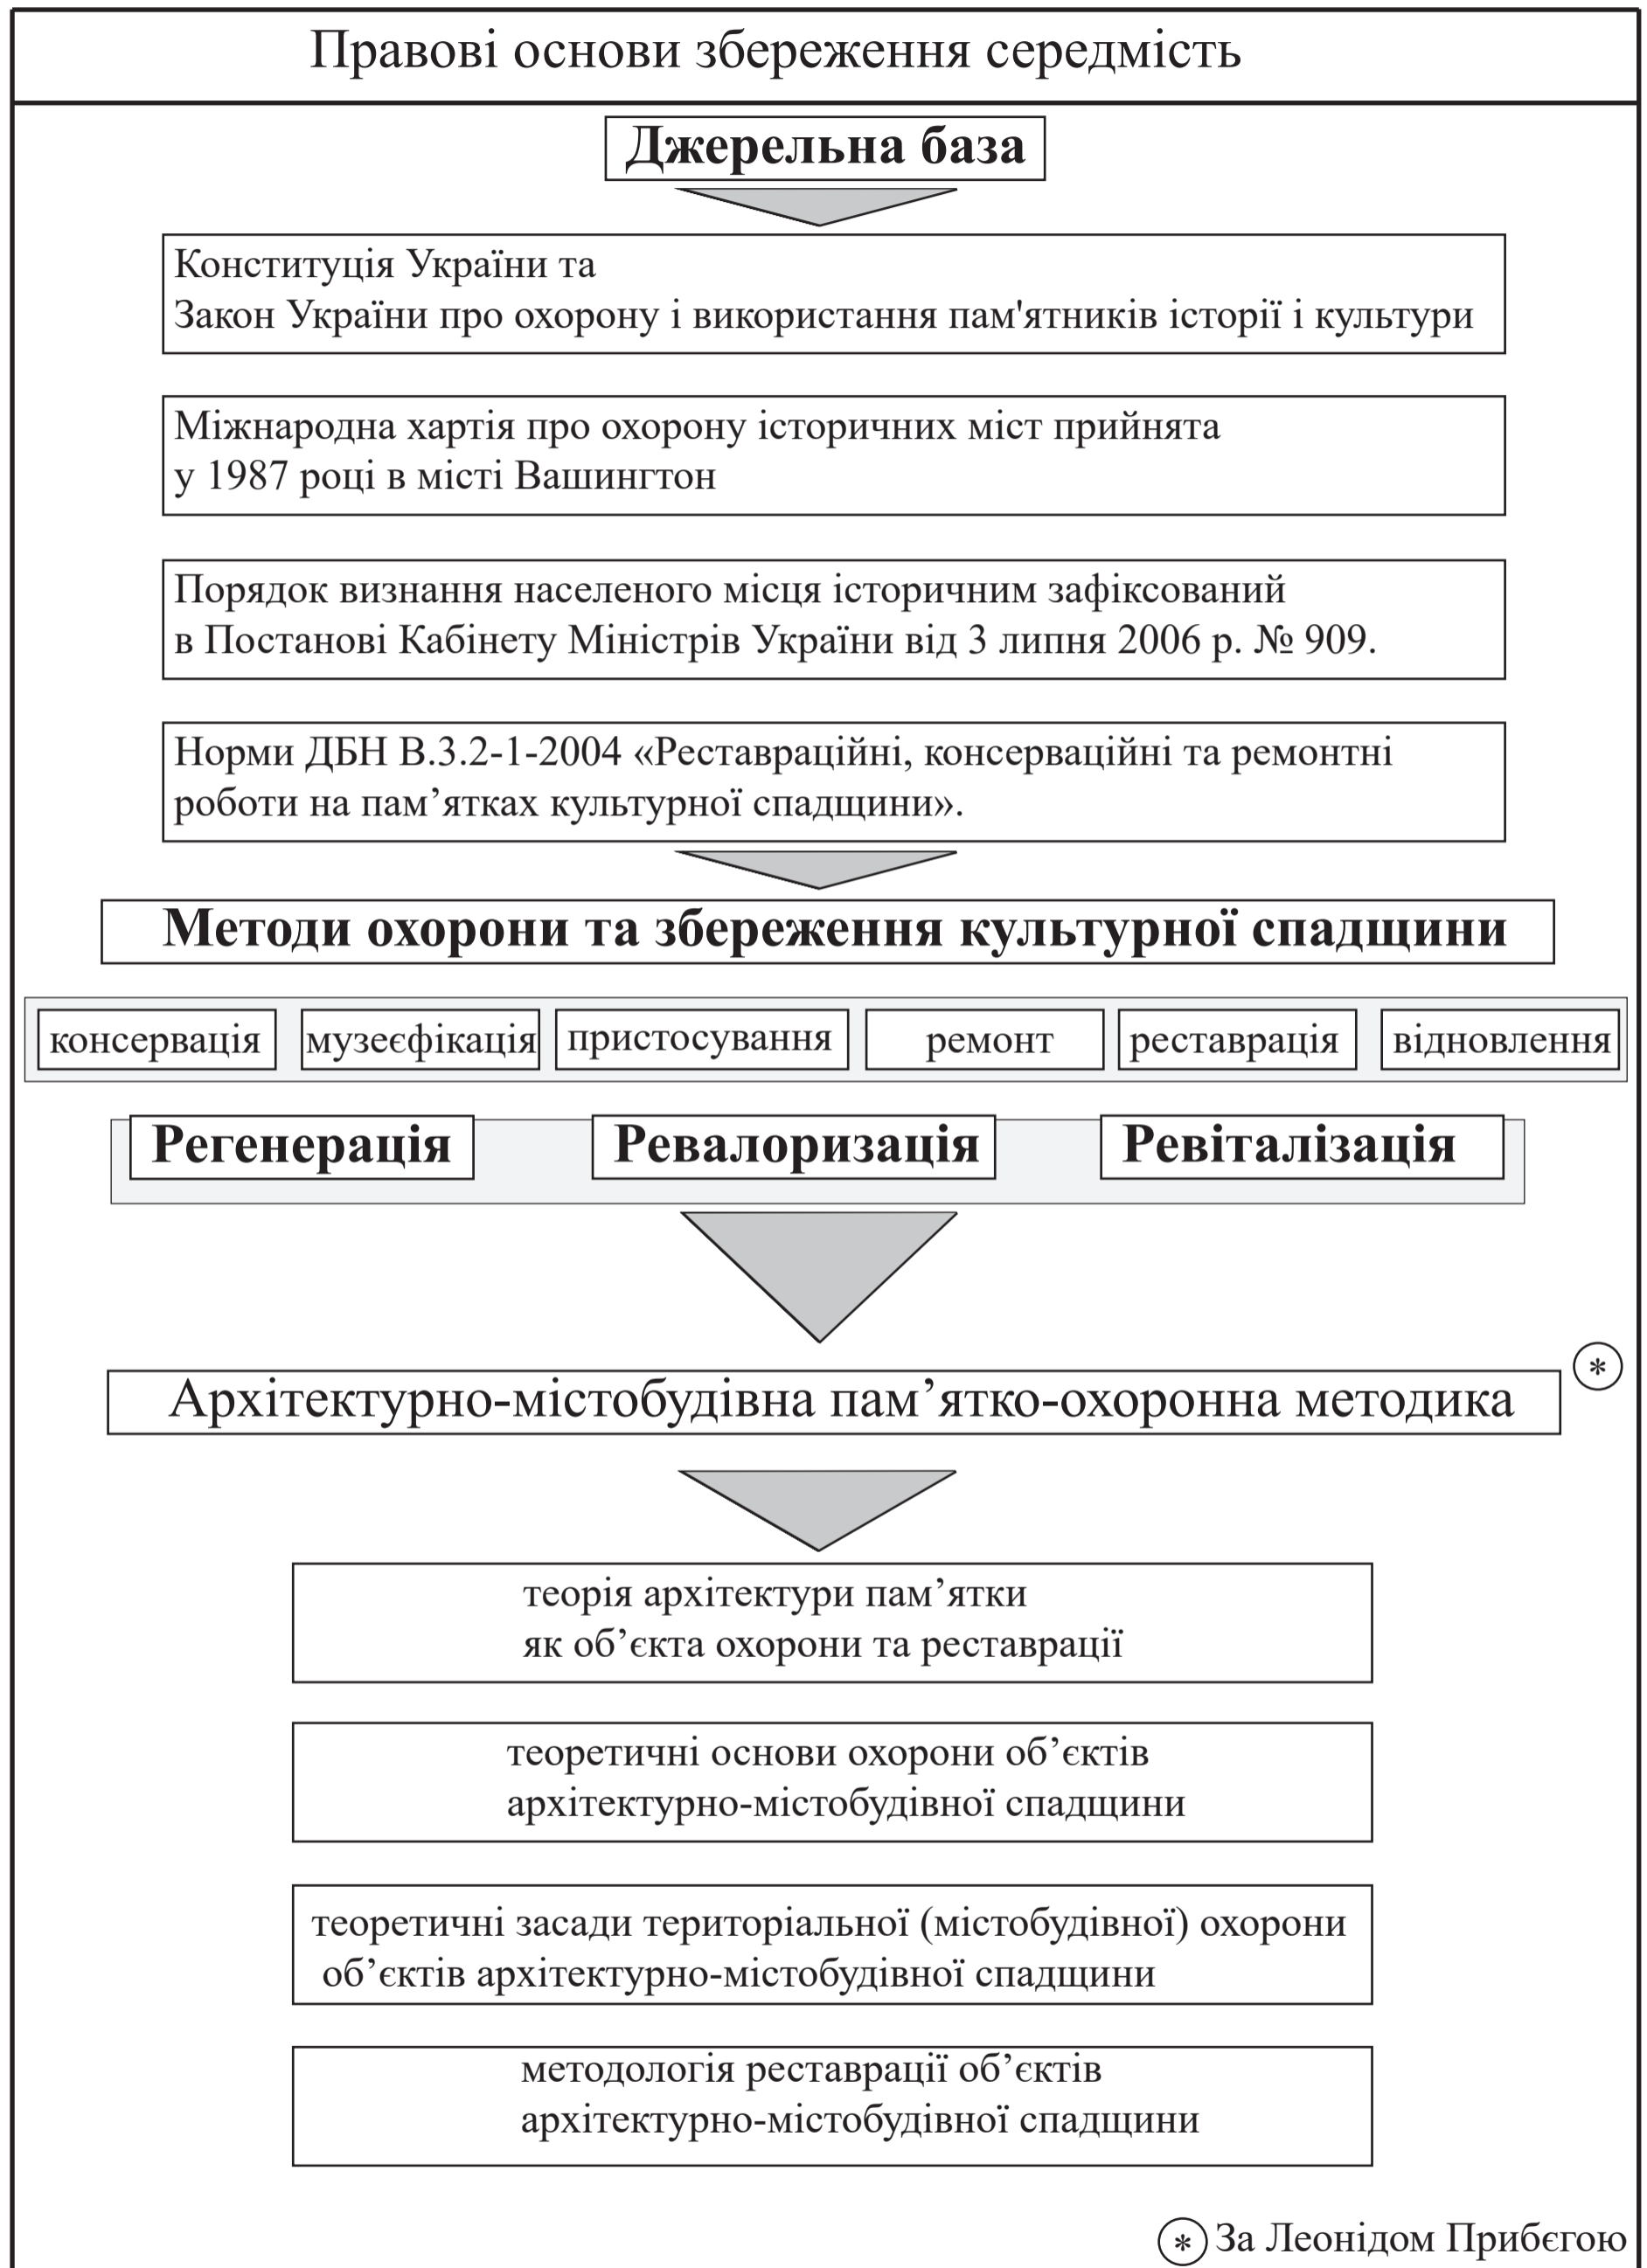 Правові основи збереження середмість
Джерельна база
Конституція України та
Закон України про охорону і використання пам'ятників історії і культури
Міжнародна хартія про охорону історичних міст прийнята
у 1987 році в місті Вашингтон
Порядок визнання населеного місця історичним зафіксований
в Постанові Кабінету Міністрів України від 3 липня 2006 р. № 909.
Норми ДБН В.3.2-1-2004 «Реставраційні, консерваційні та ремонтні
роботи на пам’ятках культурної спадщини».
Методи охорони та збереження культурної спадщини
консервація музеєфікація пристосування ремонт реставрація відновлення
Регенерація Ревалоризація Ревіталізація
*
Архітектурно-містобудівна пам’ятко-охоронна методика
теорія архітектури пам’ятки
як об’єкта охорони та реставрації
теоретичні основи охорони об’єктів
архітектурно-містобудівної спадщини
теоретичні засади територіальної (містобудівної) охорони
об’єктів архітектурно-містобудівної спадщини
методологія реставрації об’єктів
архітектурно-містобудівної спадщини
* За Леонідом Прибєгою